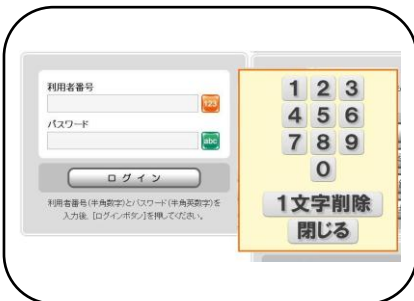 利用者番号
123
パスワード
abc
ログイン
利用者番号(半角数字)とパスワード(半角英数字)を
入力後、[ログインボタン]を押してください。
1 2 3
4 5 6
7 8 9
0
1文字削除
閉じる